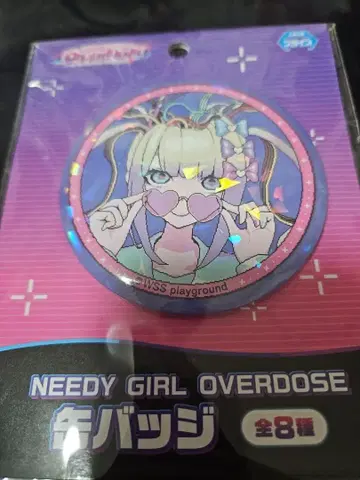 ©WSS playground
NEEDY GIRL OVERDOSE
缶バッジ
全8種